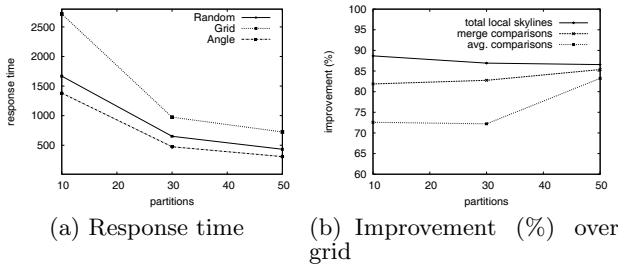 Random
Grid
Angle
response time
2500
2000
1500
1000
500
10 20 30 40 50
partitions
(a) Response time
total local skylines
merge comparisons
avg. comparisons
improvement (%)
100
95
90
85
80
75
70
65
60
10 20 30 40 50
partitions
(b) Improvement (%) over
grid